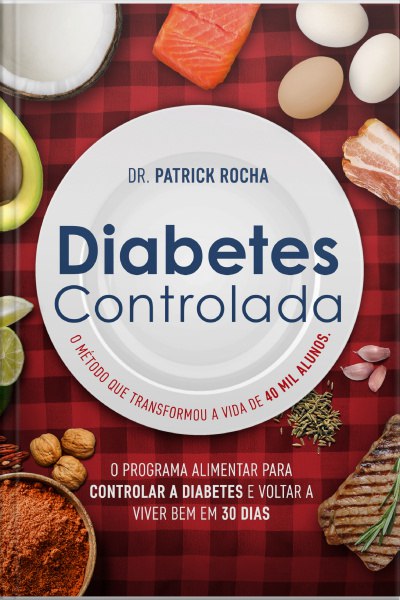 DR. PATRICK ROCHA
Diabetes
Controlada
O MÉTODO QUE TRANSFORMOU A VIDA DE 40 MIL ALUNOS.
O PROGRAMA ALIMENTAR PARA
CONTROLAR A DIABETES E VOLTAR A
VIVER BEM EM 30 DIAS